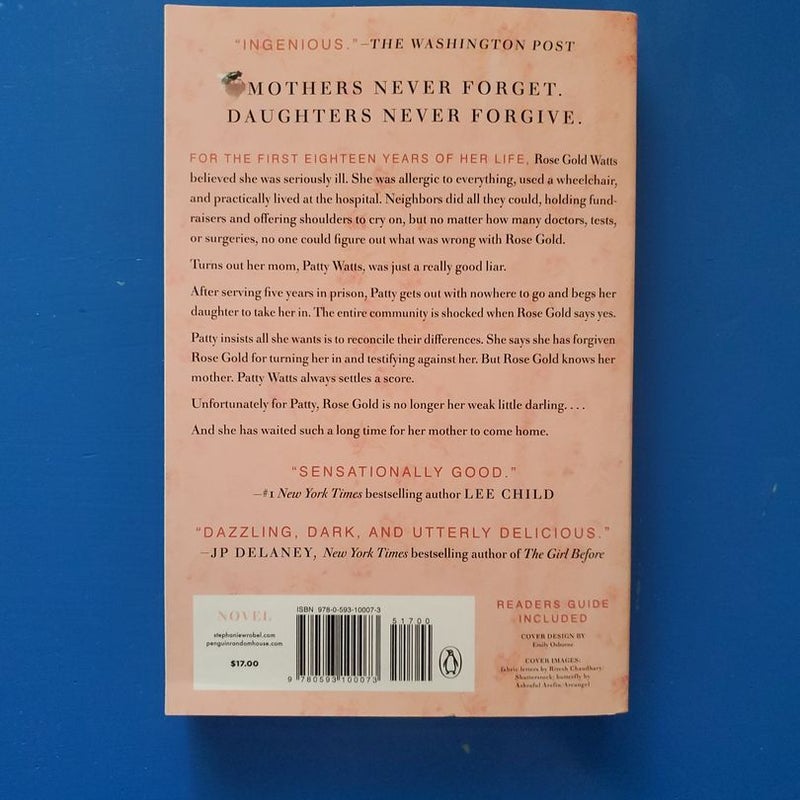 "INGENIOUS."–THE WASHINGTON POST
MOTHERS NEVER FORGET.
DAUGHTERS NEVER FORGIVE.
FOR THE FIRST EIGHTEEN YEARS OF HER LIFE, Rose Gold Watts
believed she was seriously ill. She was allergic to everything, used a wheelchair,
and practically lived at the hospital. Neighbors did all they could, holding fund-
raisers and offering shoulders to cry on, but no matter how many doctors, tests,
or surgeries, no one could figure out what was wrong with Rose Gold.
Turns out her mom, Patty Watts, was just a really good liar.
After serving five years in prison, Patty gets out with nowhere to go and begs her
daughter to take her in. The entire community is shocked when Rose Gold says yes.
Patty insists all she wants is to reconcile their differences. She says she has forgiven
Rose Gold for turning her in and testifying against her. But Rose Gold knows her
mother. Patty Watts always settles a score.
Unfortunately for Patty, Rose Gold is no longer her weak little darling. . . .
And she has waited such a long time for her mother to come home.
"SENSATIONALLY GOOD."
—#1 New York Times bestselling author LEE CHILD
"DAZZLING, DARK, AND UTTERLY DELICIOUS."
—JP DELANEY, New York Times bestselling author of The Girl Before
NOVEL
stephaniewrobel.com
penguinrandomhouse.com
$17.00
ISBN 978-0-593-10007-3
51700
9 780593 100073
READERS GUIDE
INCLUDED
COVER DESIGN BY
Emily Osborne
COVER IMAGES:
fabric letters by Ritesh Chaudhary/
Shutterstock; butterfly by
Ashraful Arefin/Arcangel